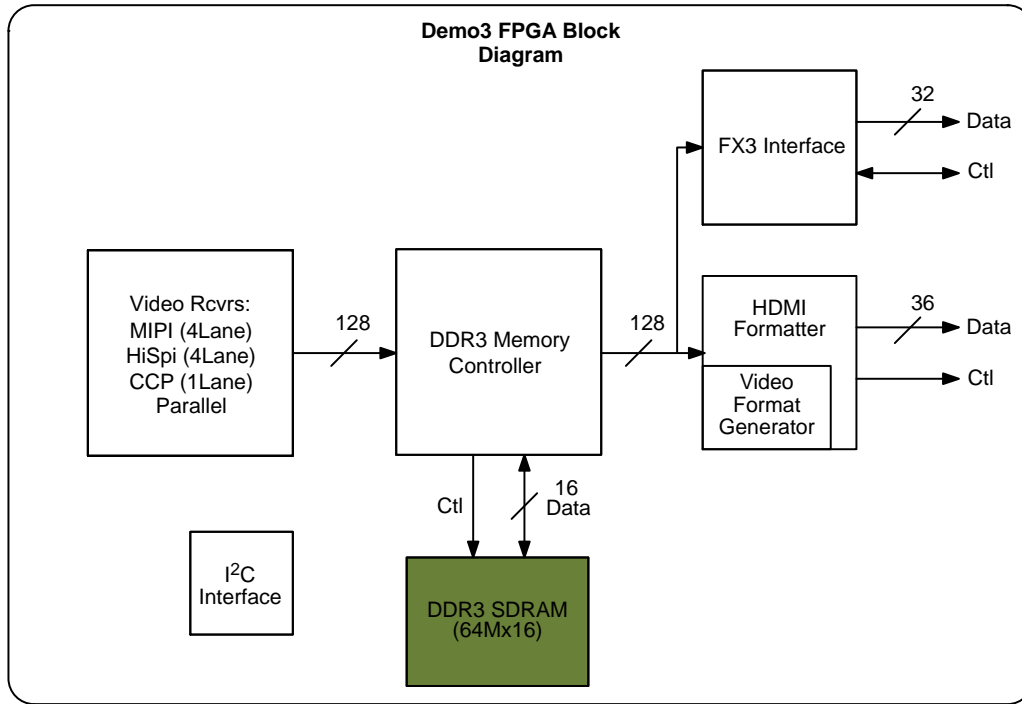 Demo3 FPGA Block
Diagram
32
Data
FX3 Interface
Ctl
Video Rcvrs:
MIPI (4Lane)
HiSpi (4Lane)
CCP (1Lane)
Parallel
128
DDR3 Memory
Controller
128
HDMI
Formatter
36
Data
Video
Format
Generator
Ctl
Ctl
16
Data
I²C
Interface
DDR3 SDRAM
(64Mx16)